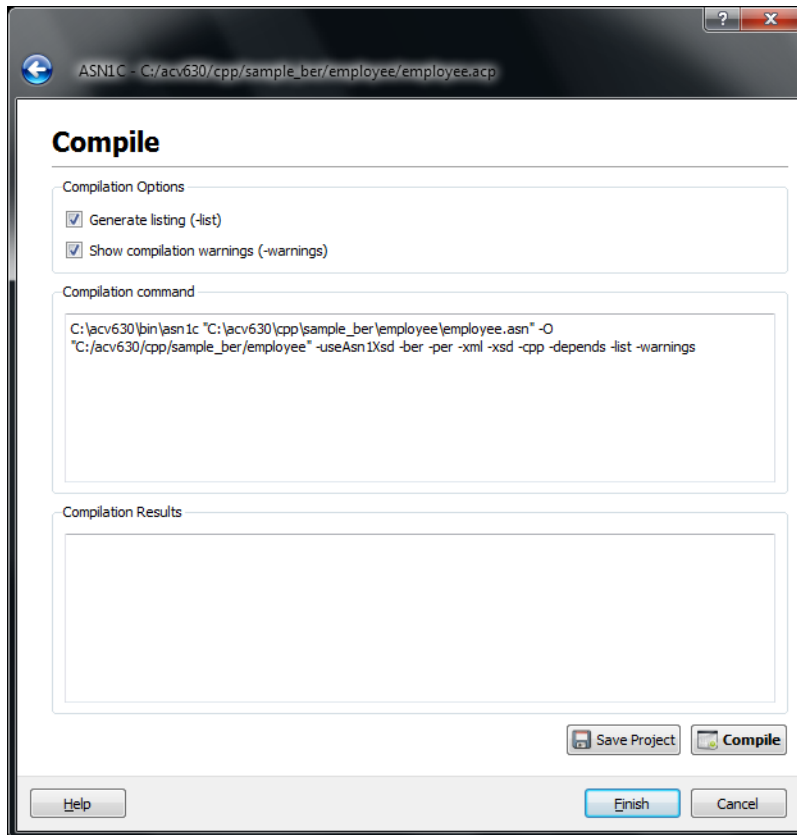 ?
ASN1C - C:/acv630/cpp/sample_ber/employee/employee.acp
Compile
Compilation Options
Generate listing (-list)
Show compilation warnings (-warnings)
Compilation command
C:\acv630\bin\asn1c "C:\acv630\cpp\sample_ber\employee\employee.asn" -O
"C:/acv630/cpp/sample_ber/employee" -useAsn1Xsd -ber -per -xml -xsd -cpp -depends -list -warnings
Compilation Results
Save Project Compile
Help Finish Cancel